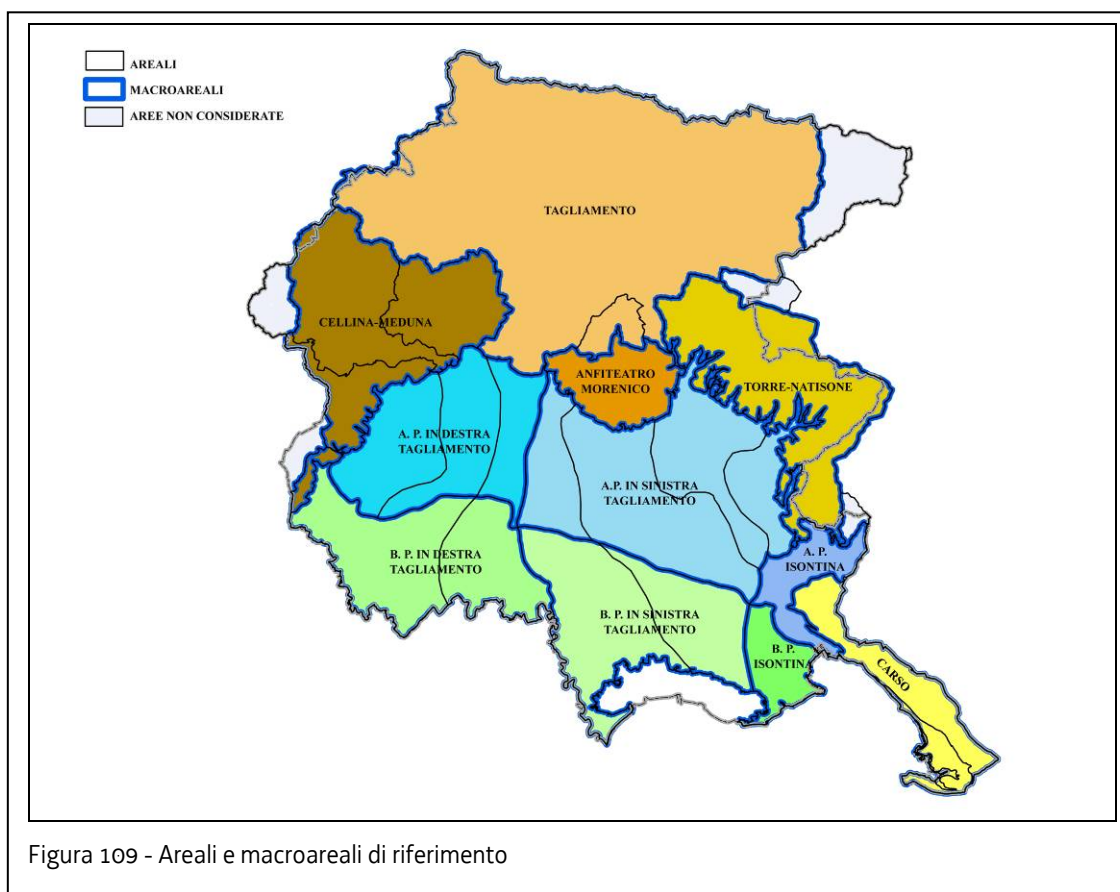 AREALI
MACROAREALI
AREE NON CONSIDERATE
TAGLIAMENTO
CELLINA-MEDUNA
ANFITEATRO
MORENICO
TORRE-NATISONE
A. P. IN DESTRA
TAGLIAMENTO
A.P. IN SINISTRA
TAGLIAMENTO
B. P. IN DESTRA
TAGLIAMENTO
A. P.
ISONTINA
B. P. IN SINISTRA
TAGLIAMENTO
B. P.
ISONTINA
CARSO
Figura 109 - Areali e macroareali di riferimento